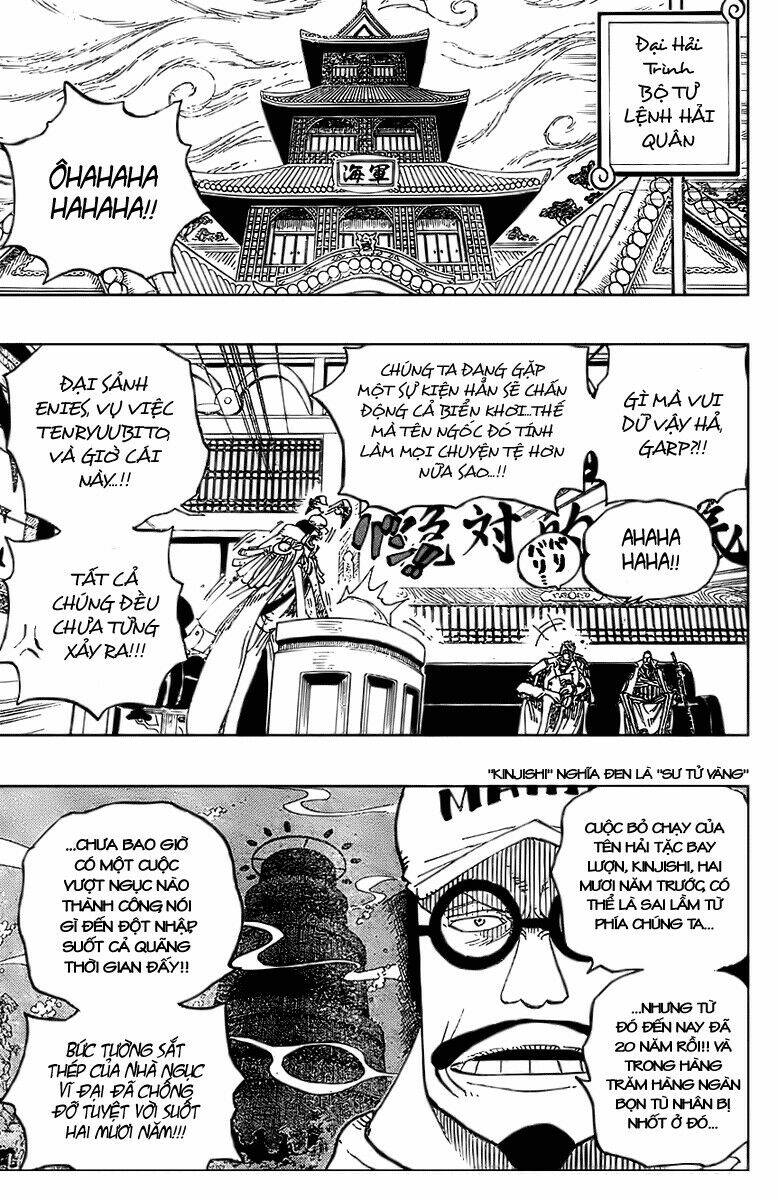 Đại Hải
Trình
BỘ TƯ
LỆNH HẢI
QUÂN
ÔHAHAHA
HAHAHA!!
海軍
GÌ MÀ VUI
DỮ VẬY HẢ,
GARP?!!
CHÚNG TA ĐANG GẶP
MỘT SỰ KIỆN HẲN SẼ CHẤN
ĐỘNG CẢ BIỂN KHƠI...THẾ
MÀ TÊN NGỐC ĐÓ TÍNH
LÀM MỌI CHUYỆN TỆ HƠN
NỮA SAO...!!
AHAHA
HAHA!!
ĐẠI SẢNH
ENIES, VỤ VIỆC
TENRYUUBITO,
VÀ GIỜ CÁI
NÀY...!!
TẤT CẢ
CHÚNG ĐỀU
CHƯA TỪNG
XẢY RA!!!
絶対的
バリ
バリ
"KINJISHI" NGHĨA ĐEN LÀ "SƯ TỬ VÀNG"
CUỘC BỎ CHẠY CỦA
TÊN HẢI TẶC BAY
LƯỢN, KINJISHI, HAI
MƯƠI NĂM TRƯỚC, CÓ
THỂ LÀ SAI LẦM TỪ
PHÍA CHÚNG TA...
...NHƯNG TỪ
ĐÓ ĐẾN NAY ĐÃ
20 NĂM RỒI!!! VÀ
TRONG HÀNG
TRĂM HÀNG NGÀN
BỌN TÙ NHÂN BỊ
NHỐT Ở ĐÓ...
...CHƯA BAO GIỜ
CÓ MỘT CUỘC
VƯỢT NGỤC NÀO
THÀNH CÔNG NÓI
GÌ ĐẾN ĐỘT NHẬP
SUỐT CẢ QUÃNG
THỜI GIAN ĐẤY!!
BỨC TƯỜNG SẮT
THÉP CỦA NHÀ NGỤC
VĨ ĐẠI ĐÃ CHỐNG
ĐỠ TUYỆT VỜI SUỐT
HAI MƯƠI NĂM!!!